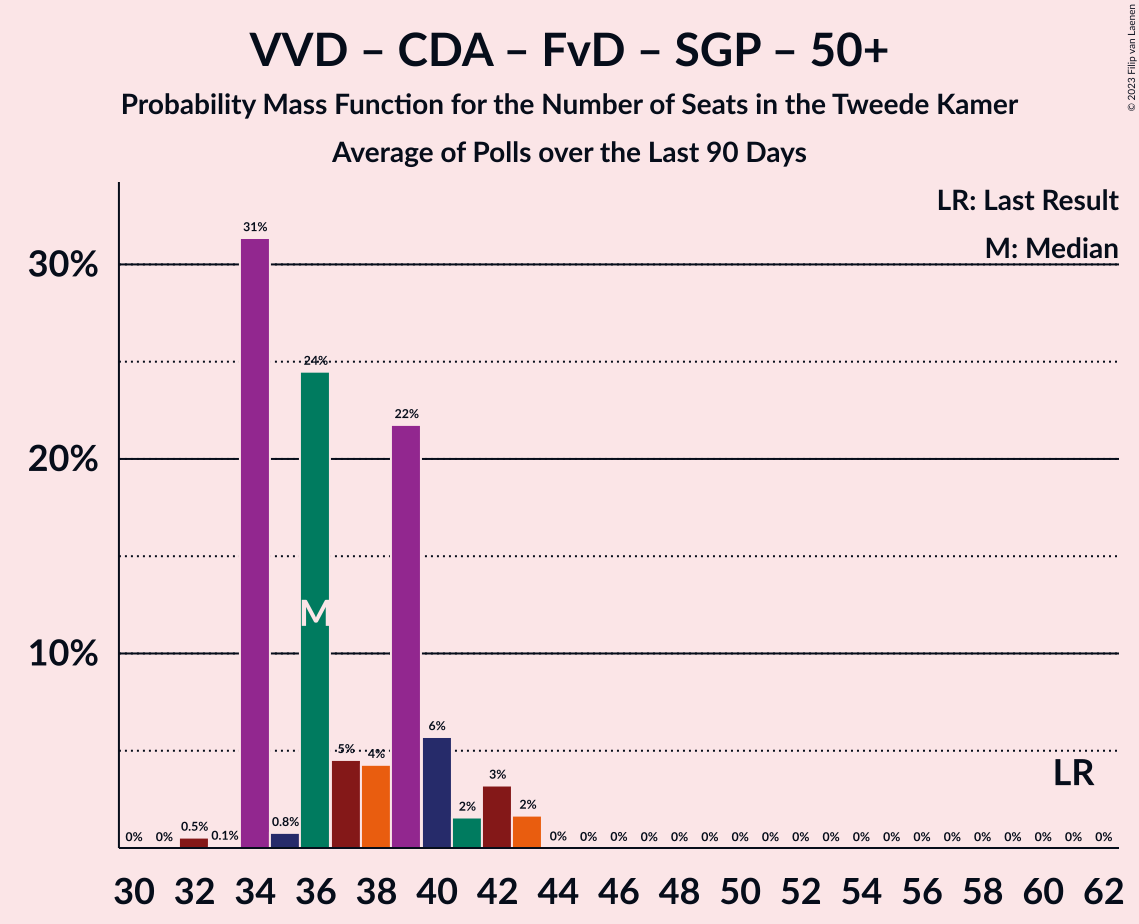 VVD – CDA – FvD – SGP – 50+
Probability Mass Function for the Number of Seats in the Tweede Kamer
Average of Polls over the Last 90 Days
© 2023 Filip van Laenen
LR: Last Result
M: Median
30%
20%
10%
0% 0% 0.5% 0.1% 31% 0.8% 24% 5% 4% 22% 6% 2% 3% 2% 0% 0% 0% 0% 0% 0% 0% 0% 0% 0% 0% 0% 0% 0% 0% 0% 0% 0% 0%
M
LR
30 32 34 36 38 40 42 44 46 48 50 52 54 56 58 60 62